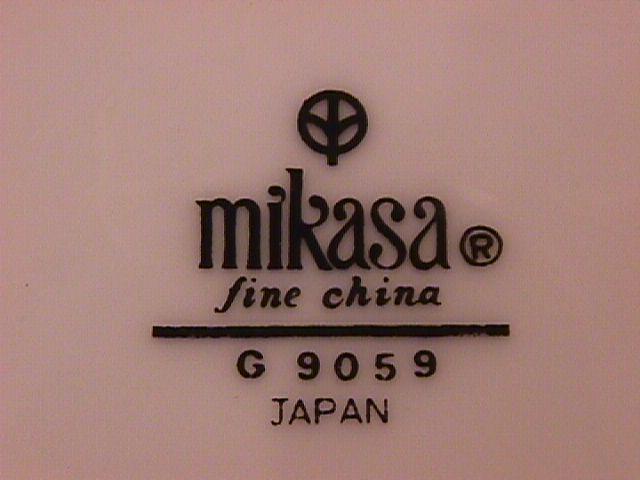 mikasa®
fine china
G 9059
JAPAN